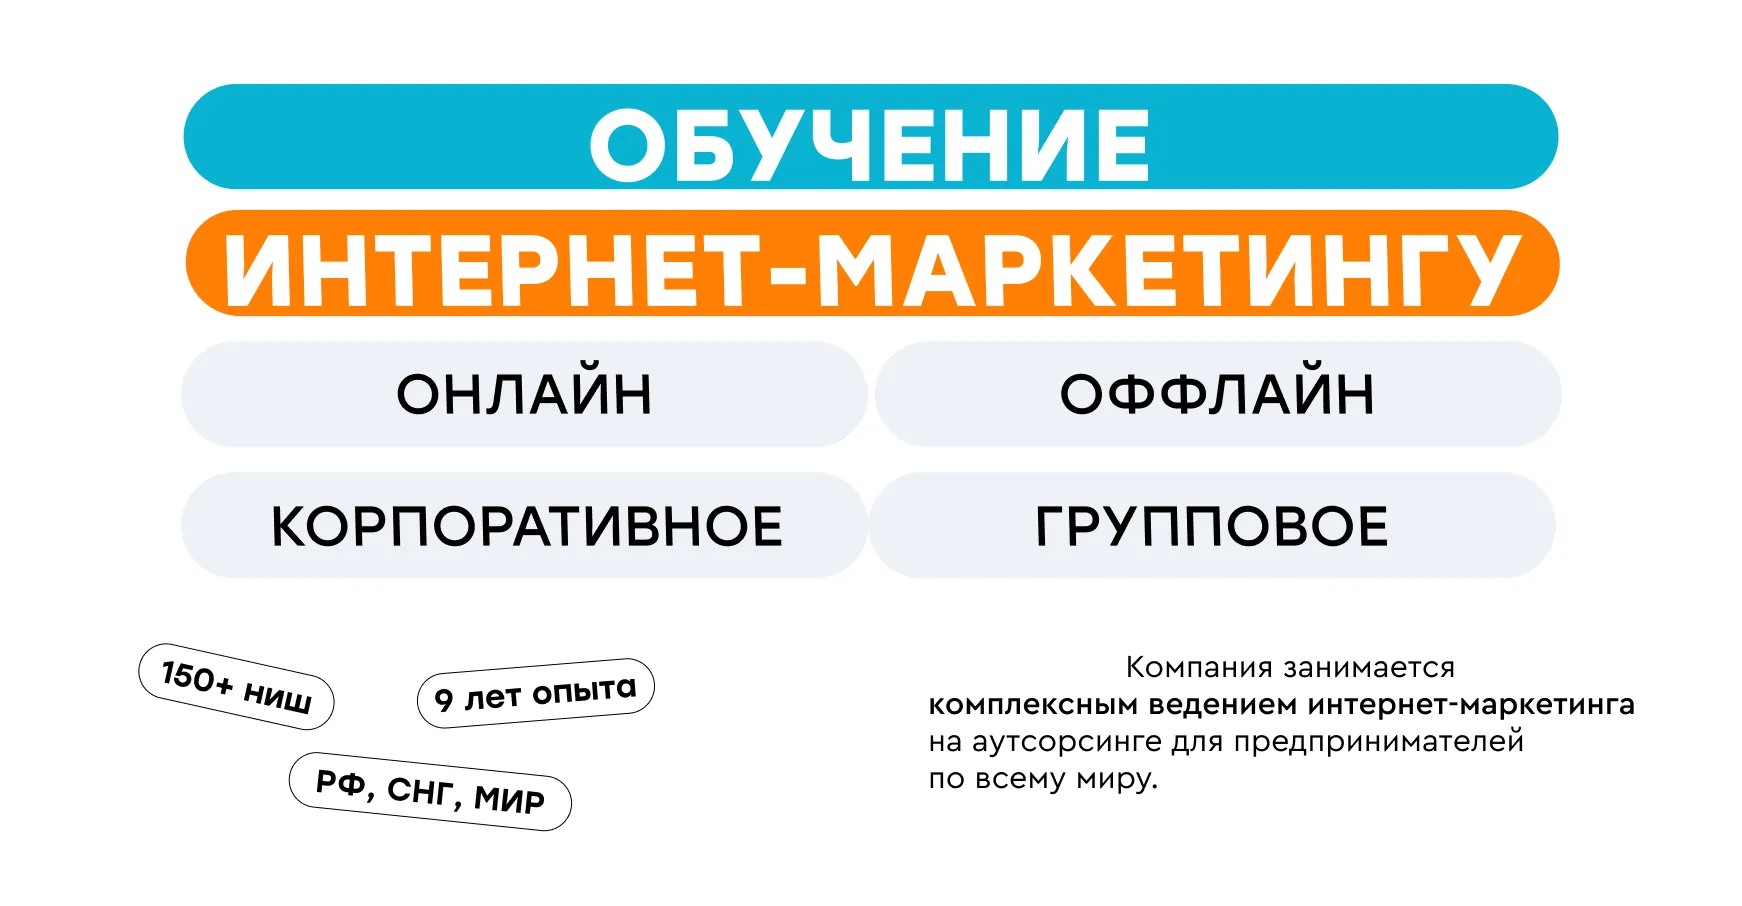 ОБУЧЕНИЕ
ИНТЕРНЕТ-МАРКЕТИНГУ
ОНЛАЙН
ОФФЛАЙН
КОРПОРАТИВНОЕ
ГРУППОВОЕ
150+ ниш
9 лет опыта
РФ, СНГ, МИР
Компания занимается
комплексным ведением интернет-маркетинга
на аутсорсинге для предпринимателей
по всему миру.